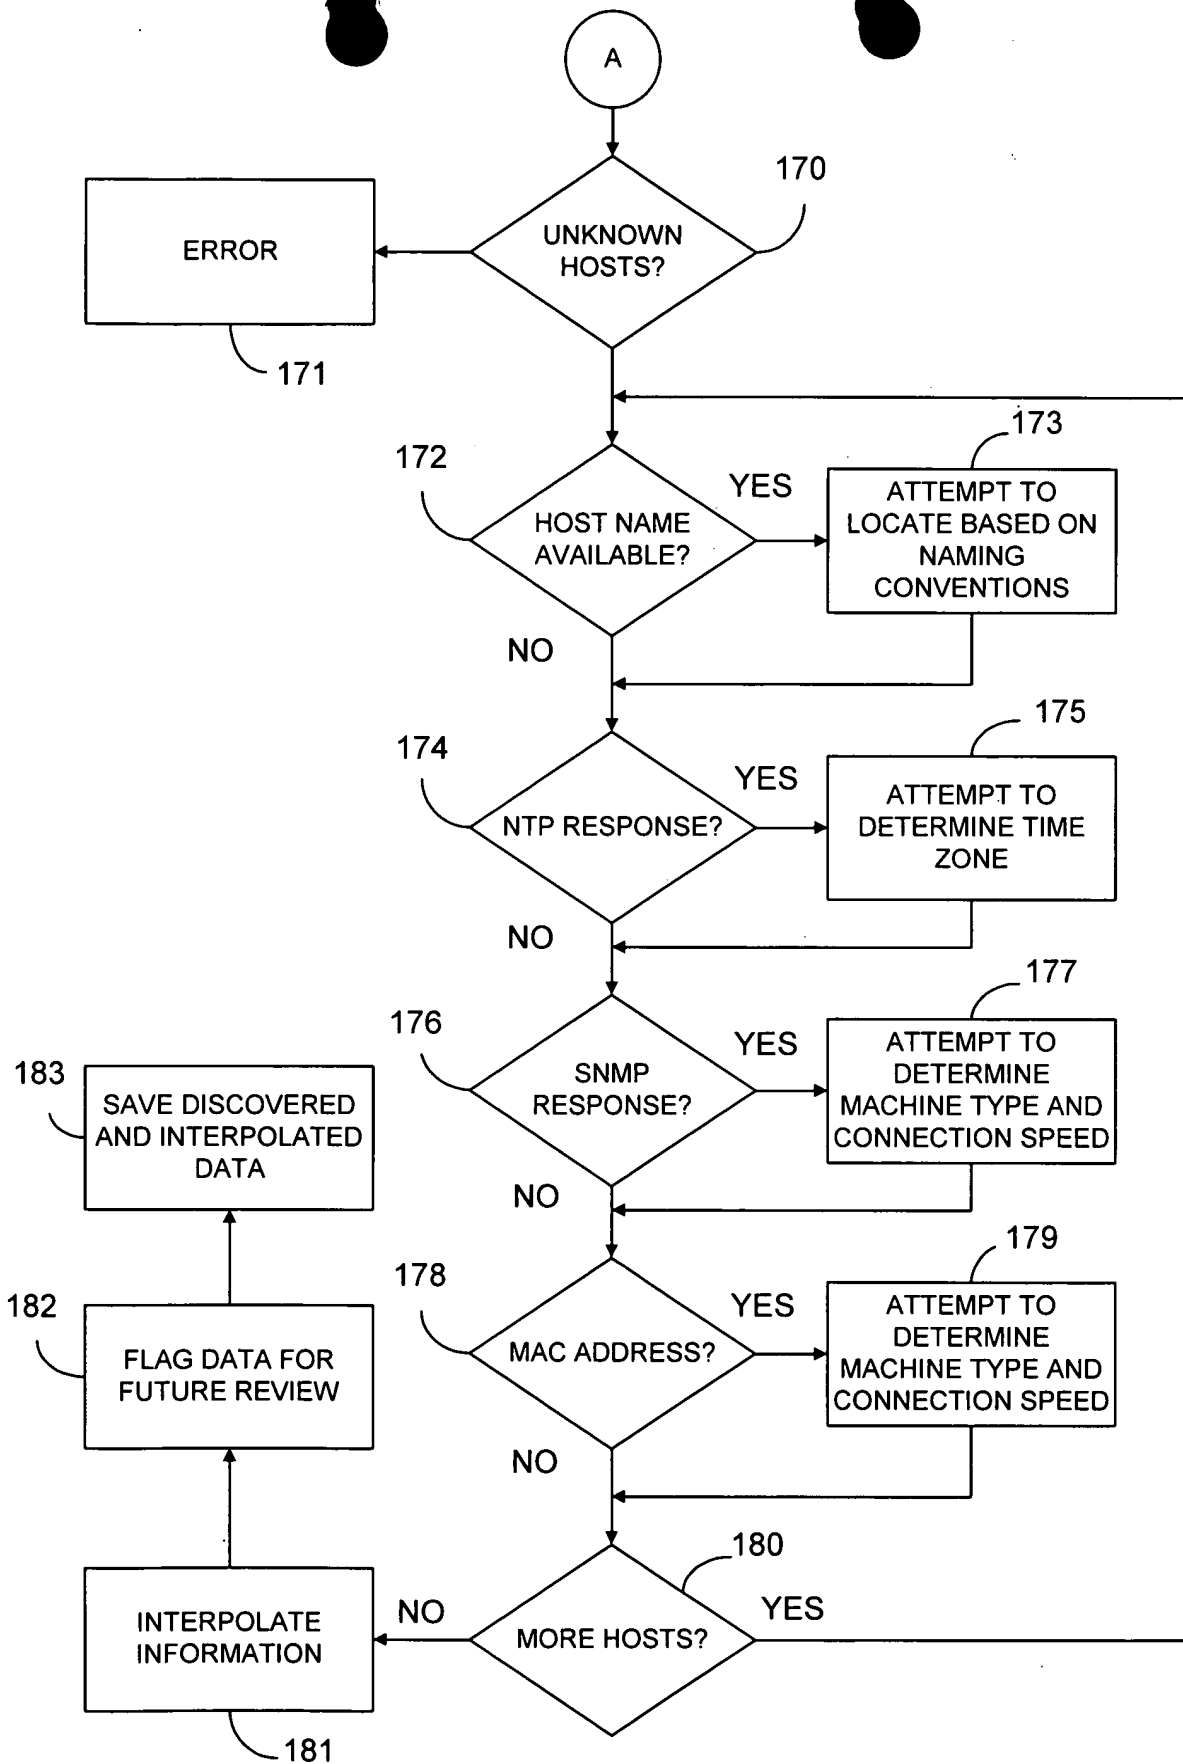 A
170
UNKNOWN
HOSTS?
ERROR
171
172
HOST NAME
AVAILABLE?
YES
173
ATTEMPT TO
LOCATE BASED ON
NAMING
CONVENTIONS
NO
174
NTP RESPONSE?
YES
175
ATTEMPT TO
DETERMINE TIME
ZONE
NO
176
SNMP
RESPONSE?
YES
177
ATTEMPT TO
DETERMINE
MACHINE TYPE AND
CONNECTION SPEED
NO
178
MAC ADDRESS?
YES
179
ATTEMPT TO
DETERMINE
MACHINE TYPE AND
CONNECTION SPEED
NO
180
MORE HOSTS?
YES
NO
INTERPOLATE
INFORMATION
181
182
FLAG DATA FOR
FUTURE REVIEW
183
SAVE DISCOVERED
AND INTERPOLATED
DATA